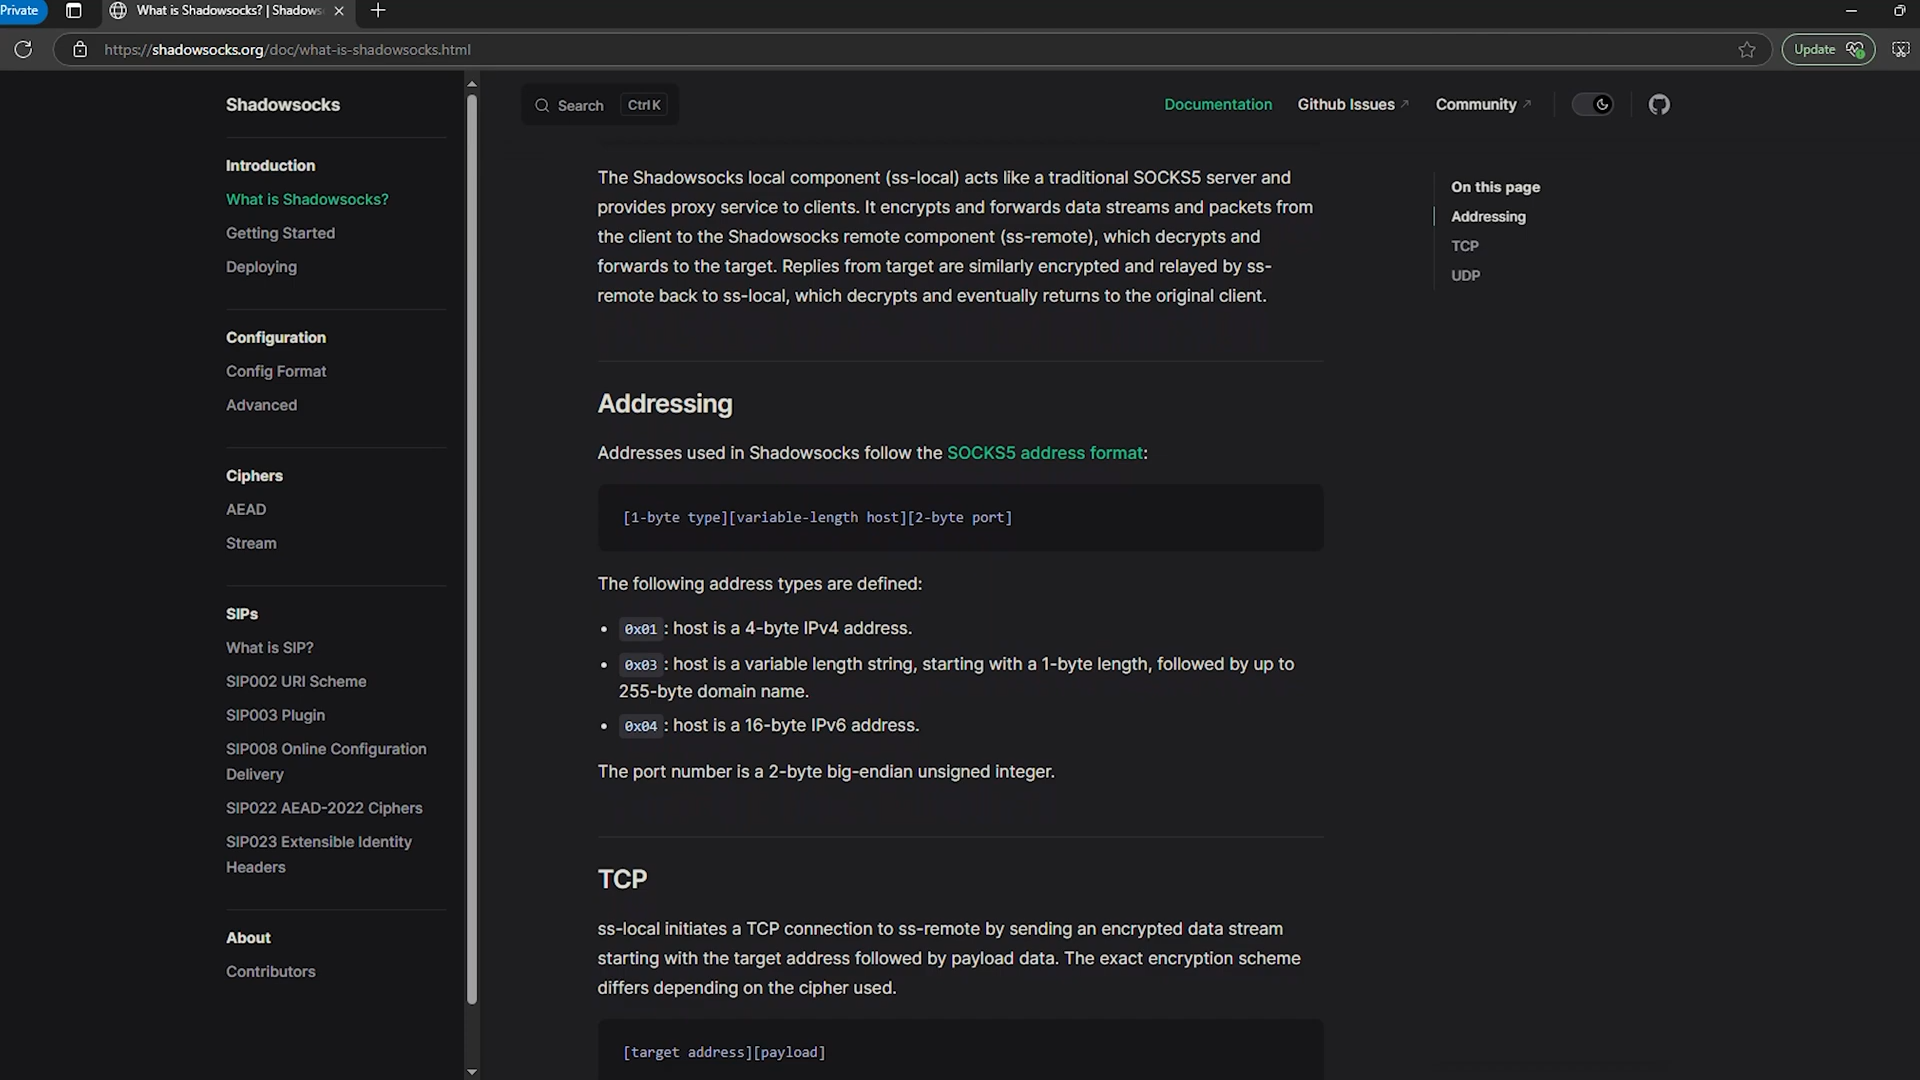 Private
What is Shadowsocks? | Shadows
https://shadowsocks.org/doc/what-is-shadowsocks.html
Update
Shadowsocks
Introduction
What is Shadowsocks?
Getting Started
Deploying
Configuration
Config Format
Advanced
Ciphers
AEAD
Stream
SIPs
What is SIP?
SIP002 URI Scheme
SIP003 Plugin
SIP008 Online Configuration
Delivery
SIP022 AEAD-2022 Ciphers
SIP023 Extensible Identity
Headers
About
Contributors
Search Ctrl K
Documentation Github Issues Community
The Shadowsocks local component (ss-local) acts like a traditional SOCKS5 server and
provides proxy service to clients. It encrypts and forwards data streams and packets from
the client to the Shadowsocks remote component (ss-remote), which decrypts and
forwards to the target. Replies from target are similarly encrypted and relayed by ss-
remote back to ss-local, which decrypts and eventually returns to the original client.
Addressing
Addresses used in Shadowsocks follow the SOCKS5 address format:
[1-byte type][variable-length host][2-byte port]
The following address types are defined:
• 0x01 : host is a 4-byte IPv4 address.
• 0x03 : host is a variable length string, starting with a 1-byte length, followed by up to
255-byte domain name.
• 0x04 : host is a 16-byte IPv6 address.
The port number is a 2-byte big-endian unsigned integer.
TCP
ss-local initiates a TCP connection to ss-remote by sending an encrypted data stream
starting with the target address followed by payload data. The exact encryption scheme
differs depending on the cipher used.
[target address][payload]
On this page
Addressing
TCP
UDP